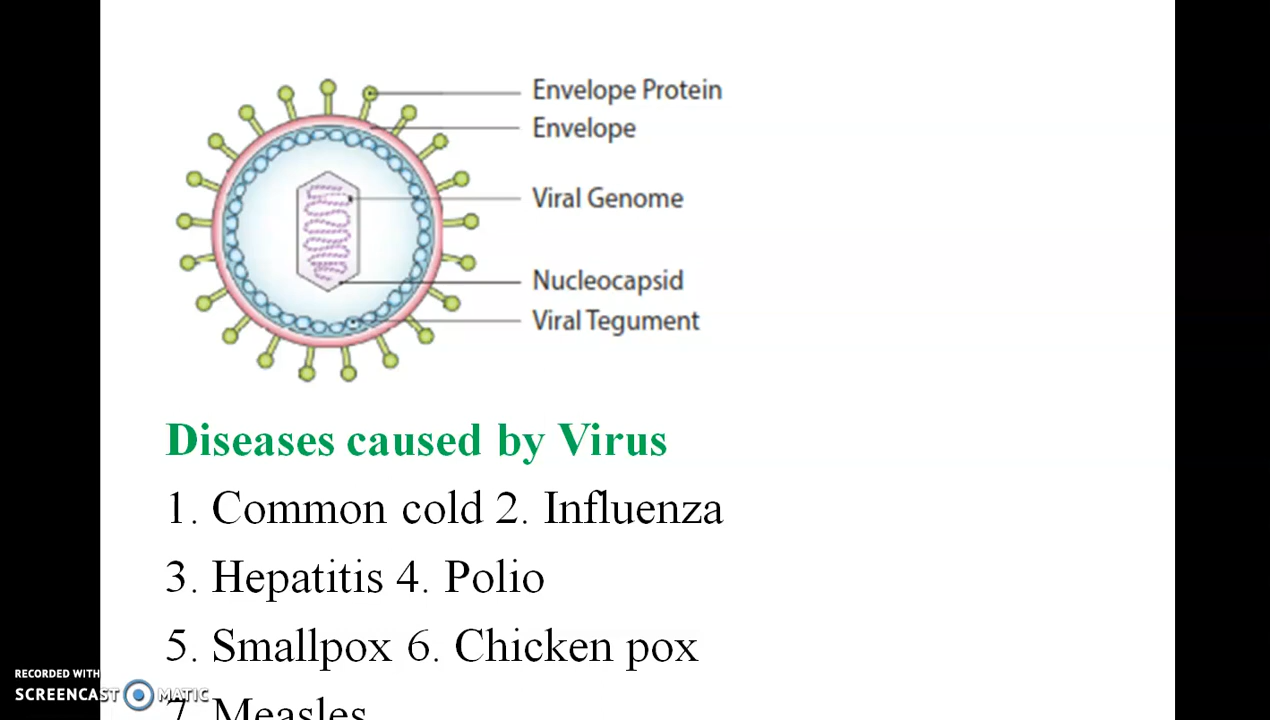 Envelope Protein
Envelope
Viral Genome
Nucleocapsid
Viral Tegument
Diseases caused by Virus
1. Common cold 2. Influenza
3. Hepatitis 4. Polio
5. Smallpox 6. Chicken pox
7. Measles
RECORDED WITH
SCREENCAST MATIC